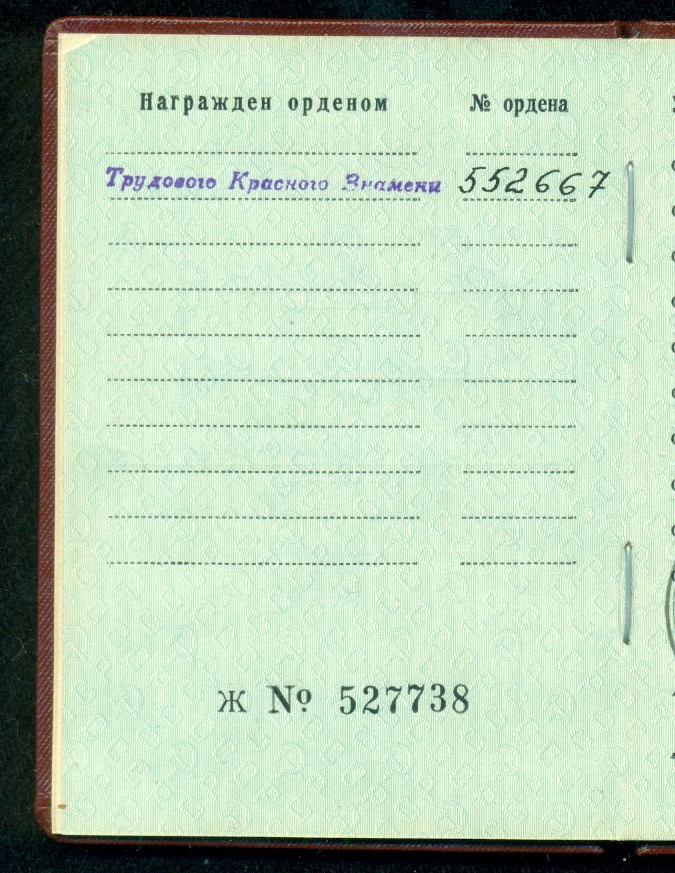 Награжден орденом № ордена
Трудового Красного Знамени 552667
Ж № 527738